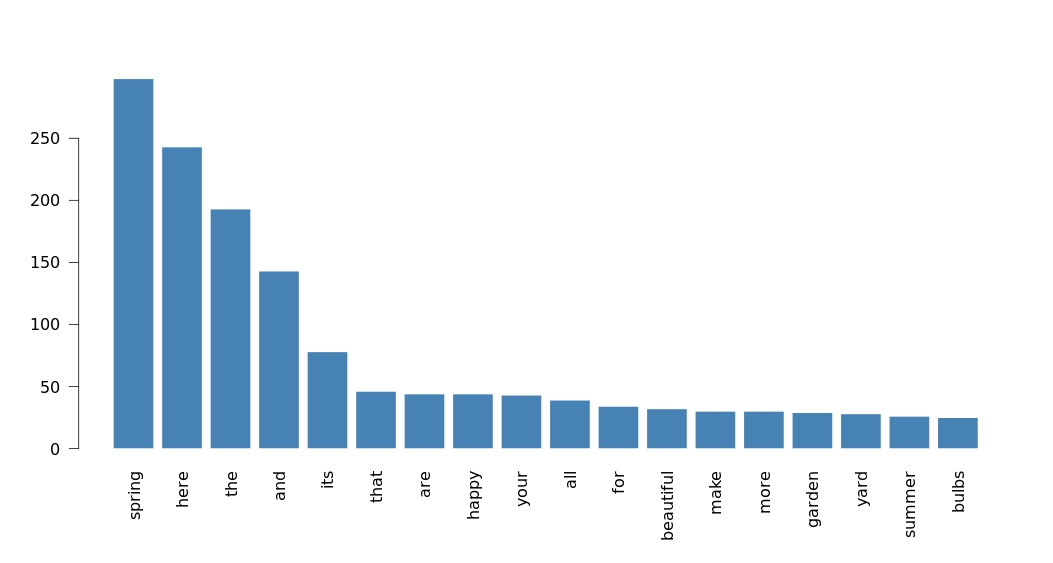 250
200
150
100
50
0
spring
here
the
and
its
that
are
happy
your
all
for
beautiful
make
more
garden
yard
summer
bulbs